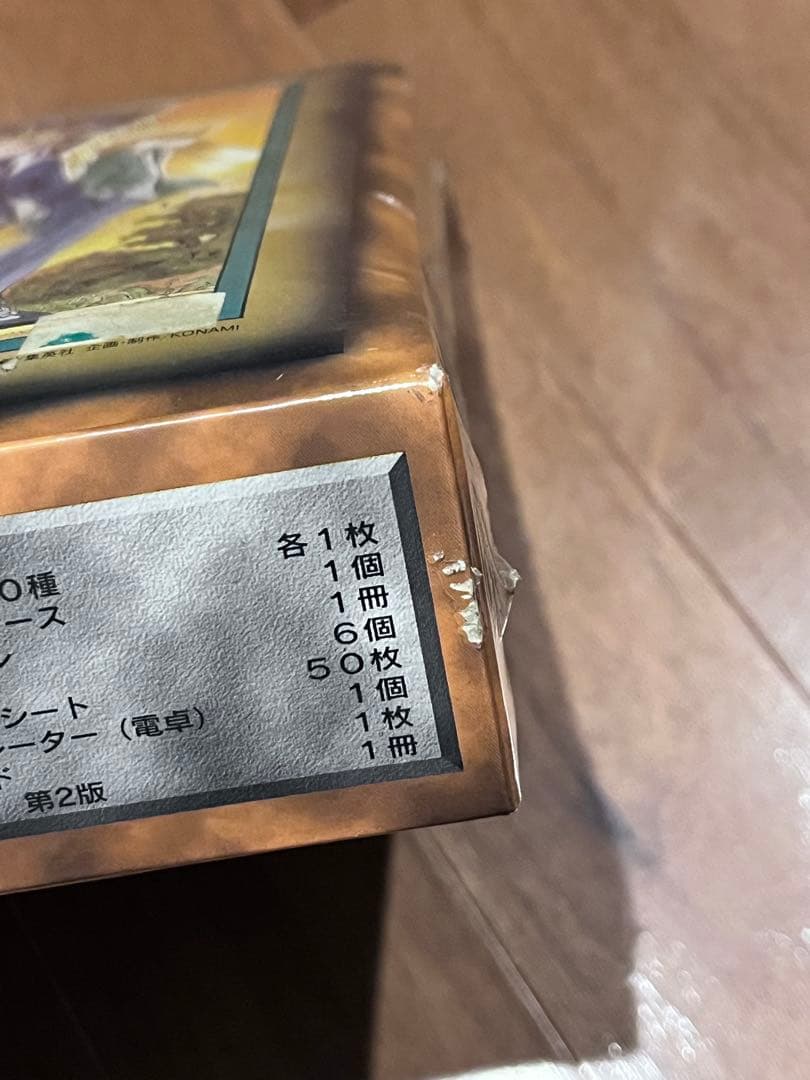 集英社 企画・制作/KONAMI
各1枚
0種 1個
ース 1冊
ン 6個
50枚
シート 1個
レーター（電卓） 1枚
ド 1冊
第2版